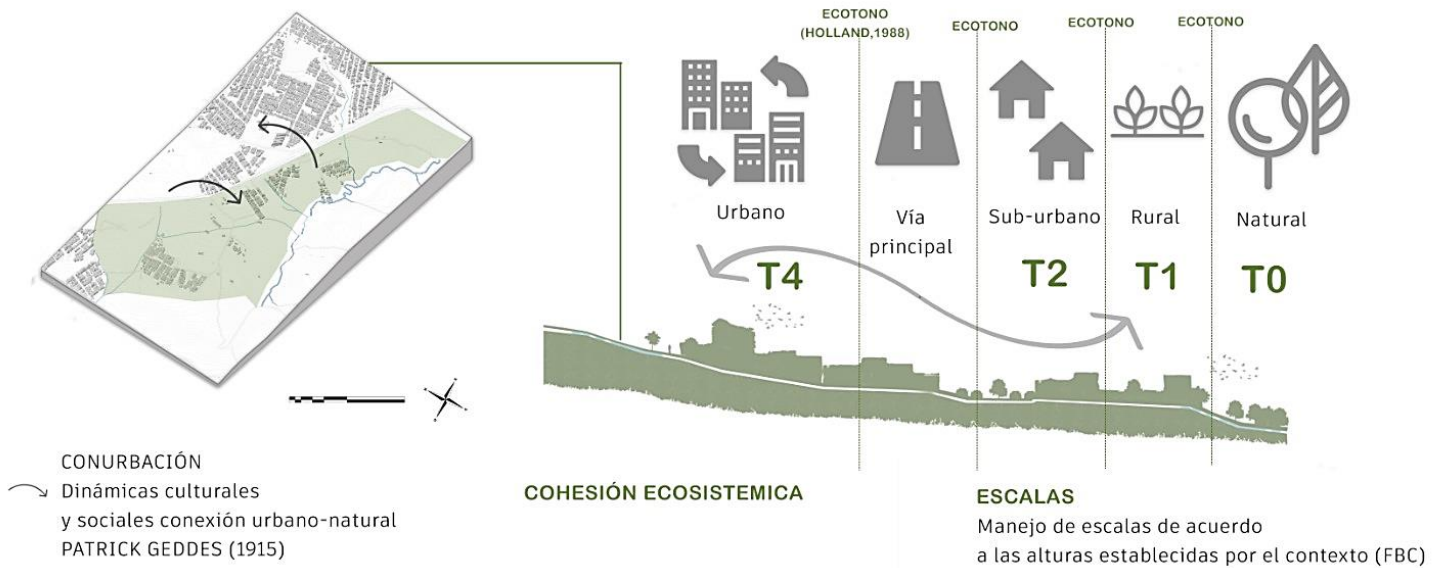 ECOTONO
(HOLLAND,1988)
ECOTONO
ECOTONO
ECOTONO
Urbano
Vía
principal
Sub-urbano
Rural
Natural
T4
T2
T1
T0
CONURBACIÓN
Dinámicas culturales
y sociales conexión urbano-natural
PATRICK GEDDES (1915)
COHESIÓN ECOSISTEMICA
ESCALAS
Manejo de escalas de acuerdo
a las alturas establecidas por el contexto (FBC)